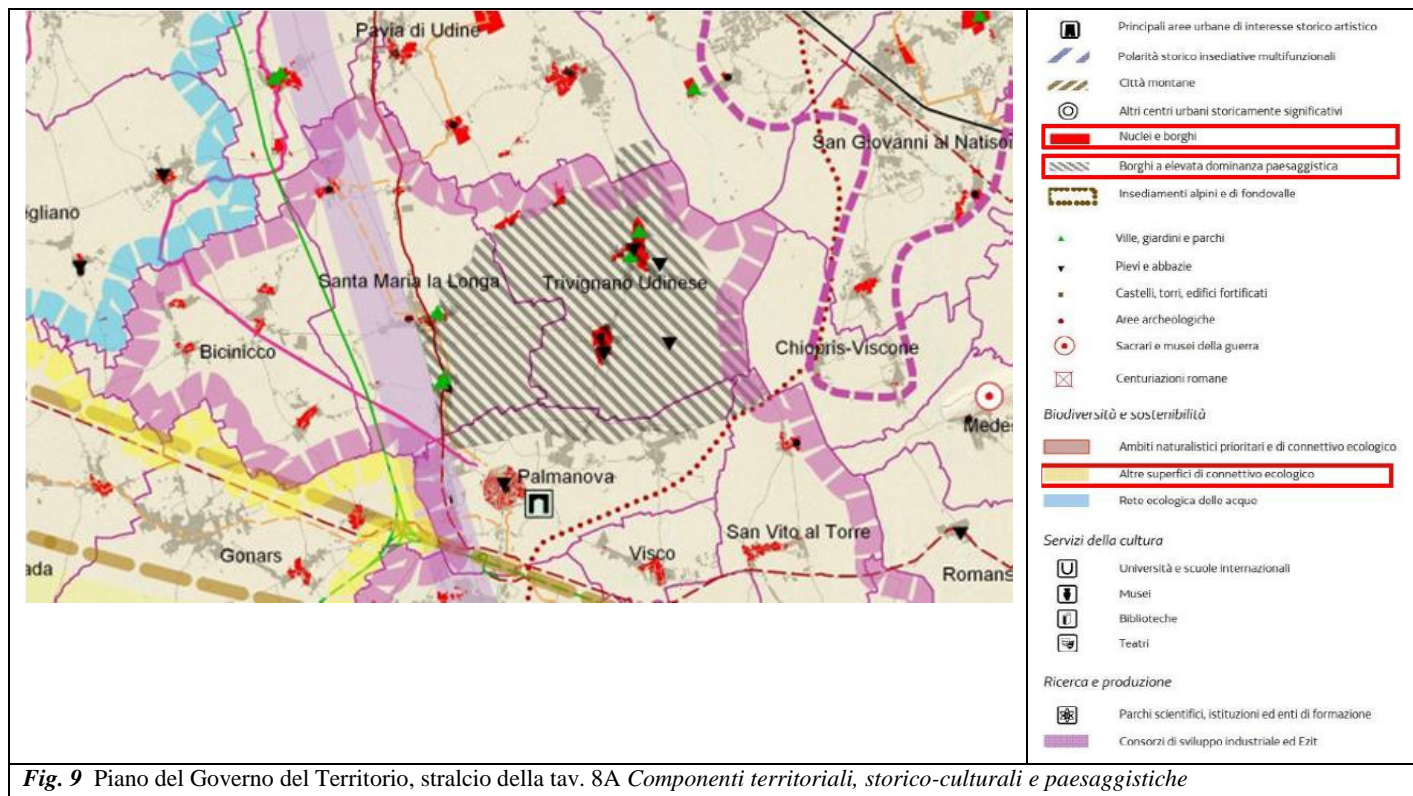 Pavia di Udine
San Giovanni al Natiso
gliano
Santa Maria la Longa
Trivignano Udinese
Bicinicco
Chiopris-Viscone
Mede
Palmanova
Gonars
Visco
San Vito al Torre
Romans
ada
Principali aree urbane di interesse storico artistico
Polarità storico insediative multifunzionali
Città montane
Altri centri urbani storicamente significativi
Nuclei e borghi
Borghi a elevata dominanza paesaggistica
Insediamenti alpini e di fondovalle
Ville, giardini e parchi
Pievi e abbazie
Castelli, torri, edifici fortificati
Aree archeologiche
Sacrari e musei della guerra
Centuriazioni romane
Biodiversità e sostenibilità
Ambiti naturalistici prioritari e di connettivo ecologico
Altre superfici di connettivo ecologico
Rete ecologica delle acque
Servizi della cultura
Università e scuole internazionali
Musei
Biblioteche
Teatri
Ricerca e produzione
Parchi scientifici, istituzioni ed enti di formazione
Consorzi di sviluppo industriale ed Ezit
Fig. 9 Piano del Governo del Territorio, stralcio della tav. 8A Componenti territoriali, storico-culturali e paesaggistiche